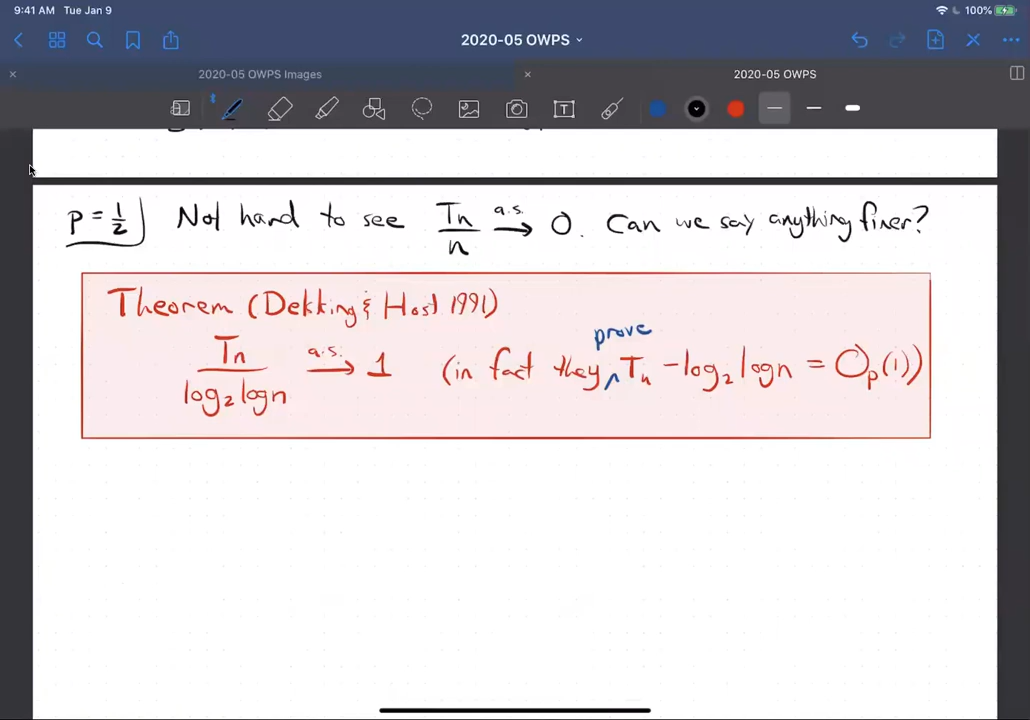 9:41 AM Tue Jan 9
100%
2020-05 OWPS
2020-05 OWPS Images
2020-05 OWPS
p = 1/2 Not hard to see Tn/n a.s.→ 0. Can we say anything finer?
Theorem (Dekking & Host 1991)
prove
Tn/log₂ log n a.s.→ 1 (in fact they ^ Tn − log₂ log n = Op(1))